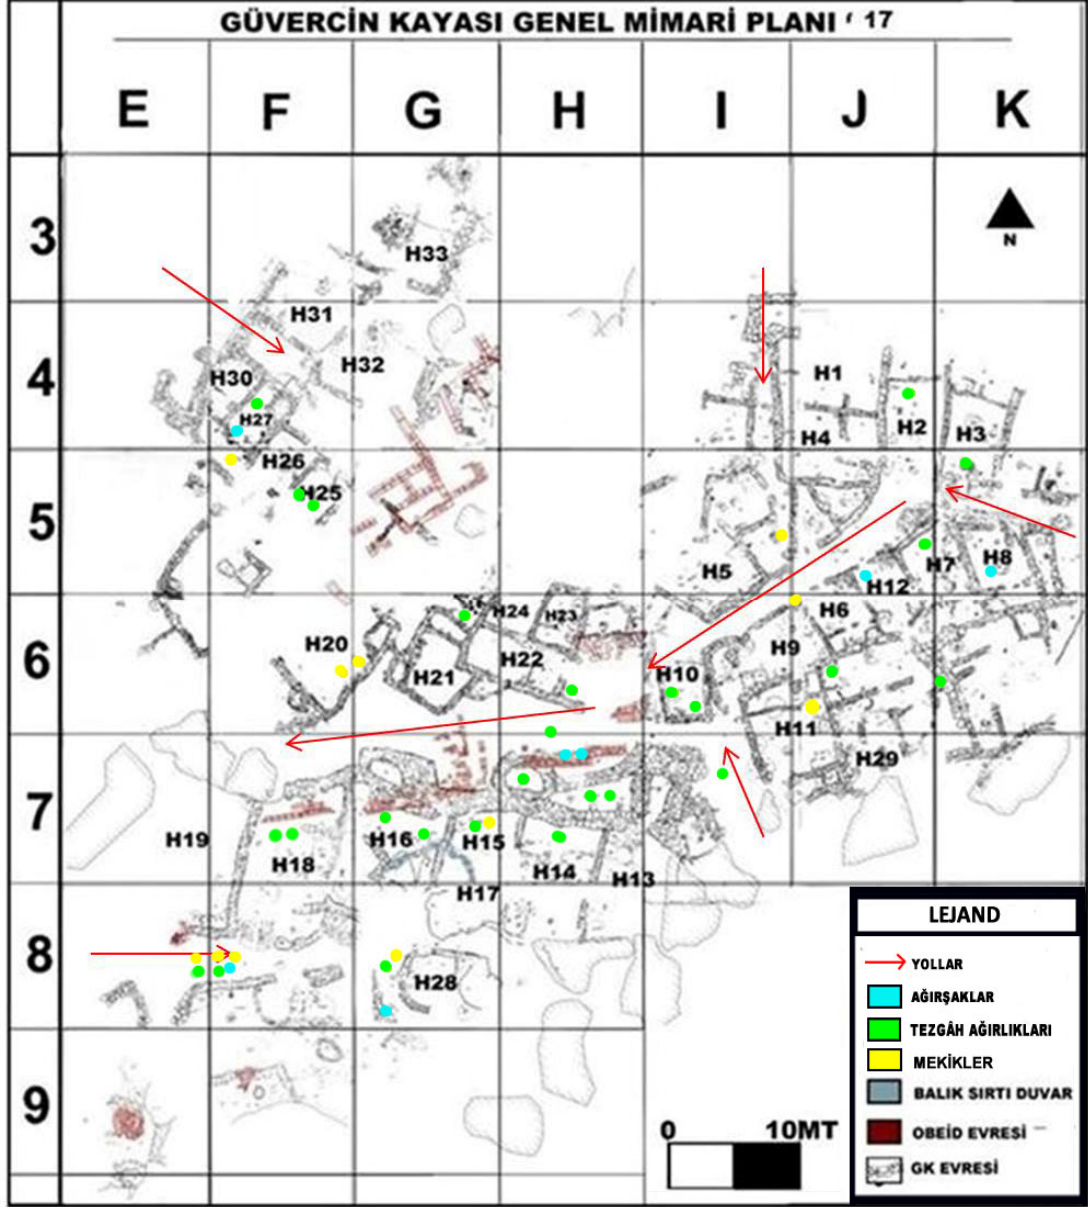 GÜVERCİN KAYASI GENEL MİMARİ PLANI ‘ 17
E F G H I J K
3
N
H33
H31
4
H32
H30
H1
H27
H2
H4
H3
H26
H25
5
H5
H7
H8
H12
H24
H23
H6
H20
6
H22
H9
H21
H10
H11
H29
7
H19
H16
H15
H18
H14
H13
H17
8
H28
9
0 10MT
LEJAND
YOLLAR
AĞIRŞAKLAR
TEZGÂH AĞIRLIKLARI
MEKİKLER
BALIK SIRTI DUVAR
OBEİD EVRESİ
GK EVRESİ